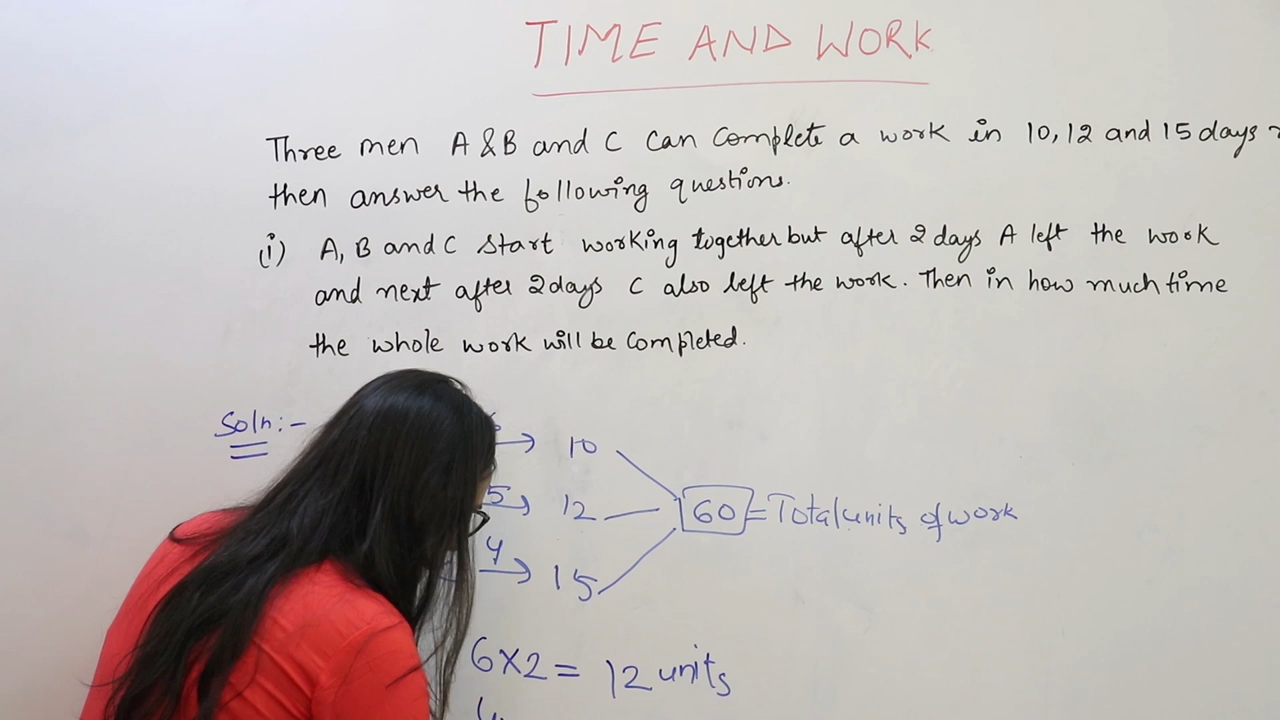 TIME AND WORK
Three men A & B and C can complete a work in 10, 12 and 15 days
then answer the following questions.
(i) A, B and C start working together but after 2 days A left the work
and next after 2 days C also left the work. Then in how much time
the whole work will be completed.
Soln:-
→ 10
5 → 12
60 = Total units of work
4 → 15
6×2 = 12 units